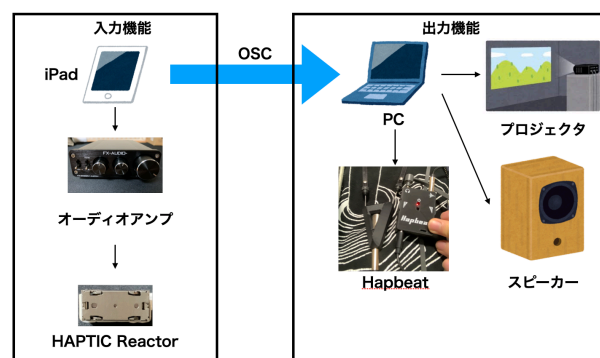 入力機能
出力機能
OSC
iPad
PC
プロジェクタ
FX-AUDIO-
オーディオアンプ
Hapbeat
Hapbeat
スピーカー
HAPTIC Reactor